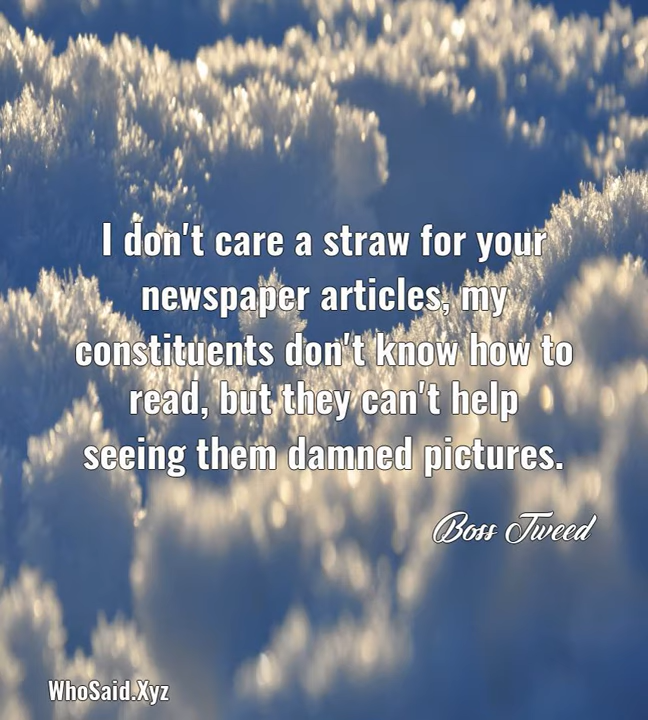 I don't care a straw for your
newspaper articles, my
constituents don't know how to
read, but they can't help
seeing them damned pictures.
Boss Tweed
WhoSaid.Xyz